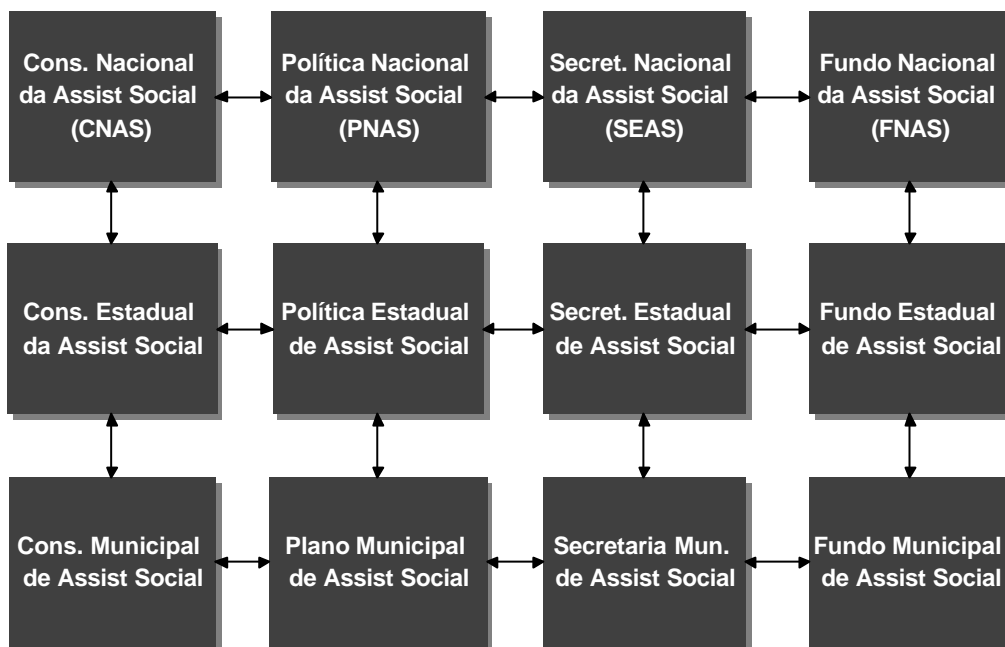 Cons. Nacional
da Assist Social
(CNAS)
Política Nacional
da Assist Social
(PNAS)
Secret. Nacional
da Assist Social
(SEAS)
Fundo Nacional
da Assist Social
(FNAS)
Cons. Estadual
da Assist Social
Política Estadual
de Assist Social
Secret. Estadual
de Assist Social
Fundo Estadual
de Assist Social
Cons. Municipal
de Assist Social
Plano Municipal
de Assist Social
Secretaria Mun.
de Assist Social
Fundo Municipal
de Assist Social